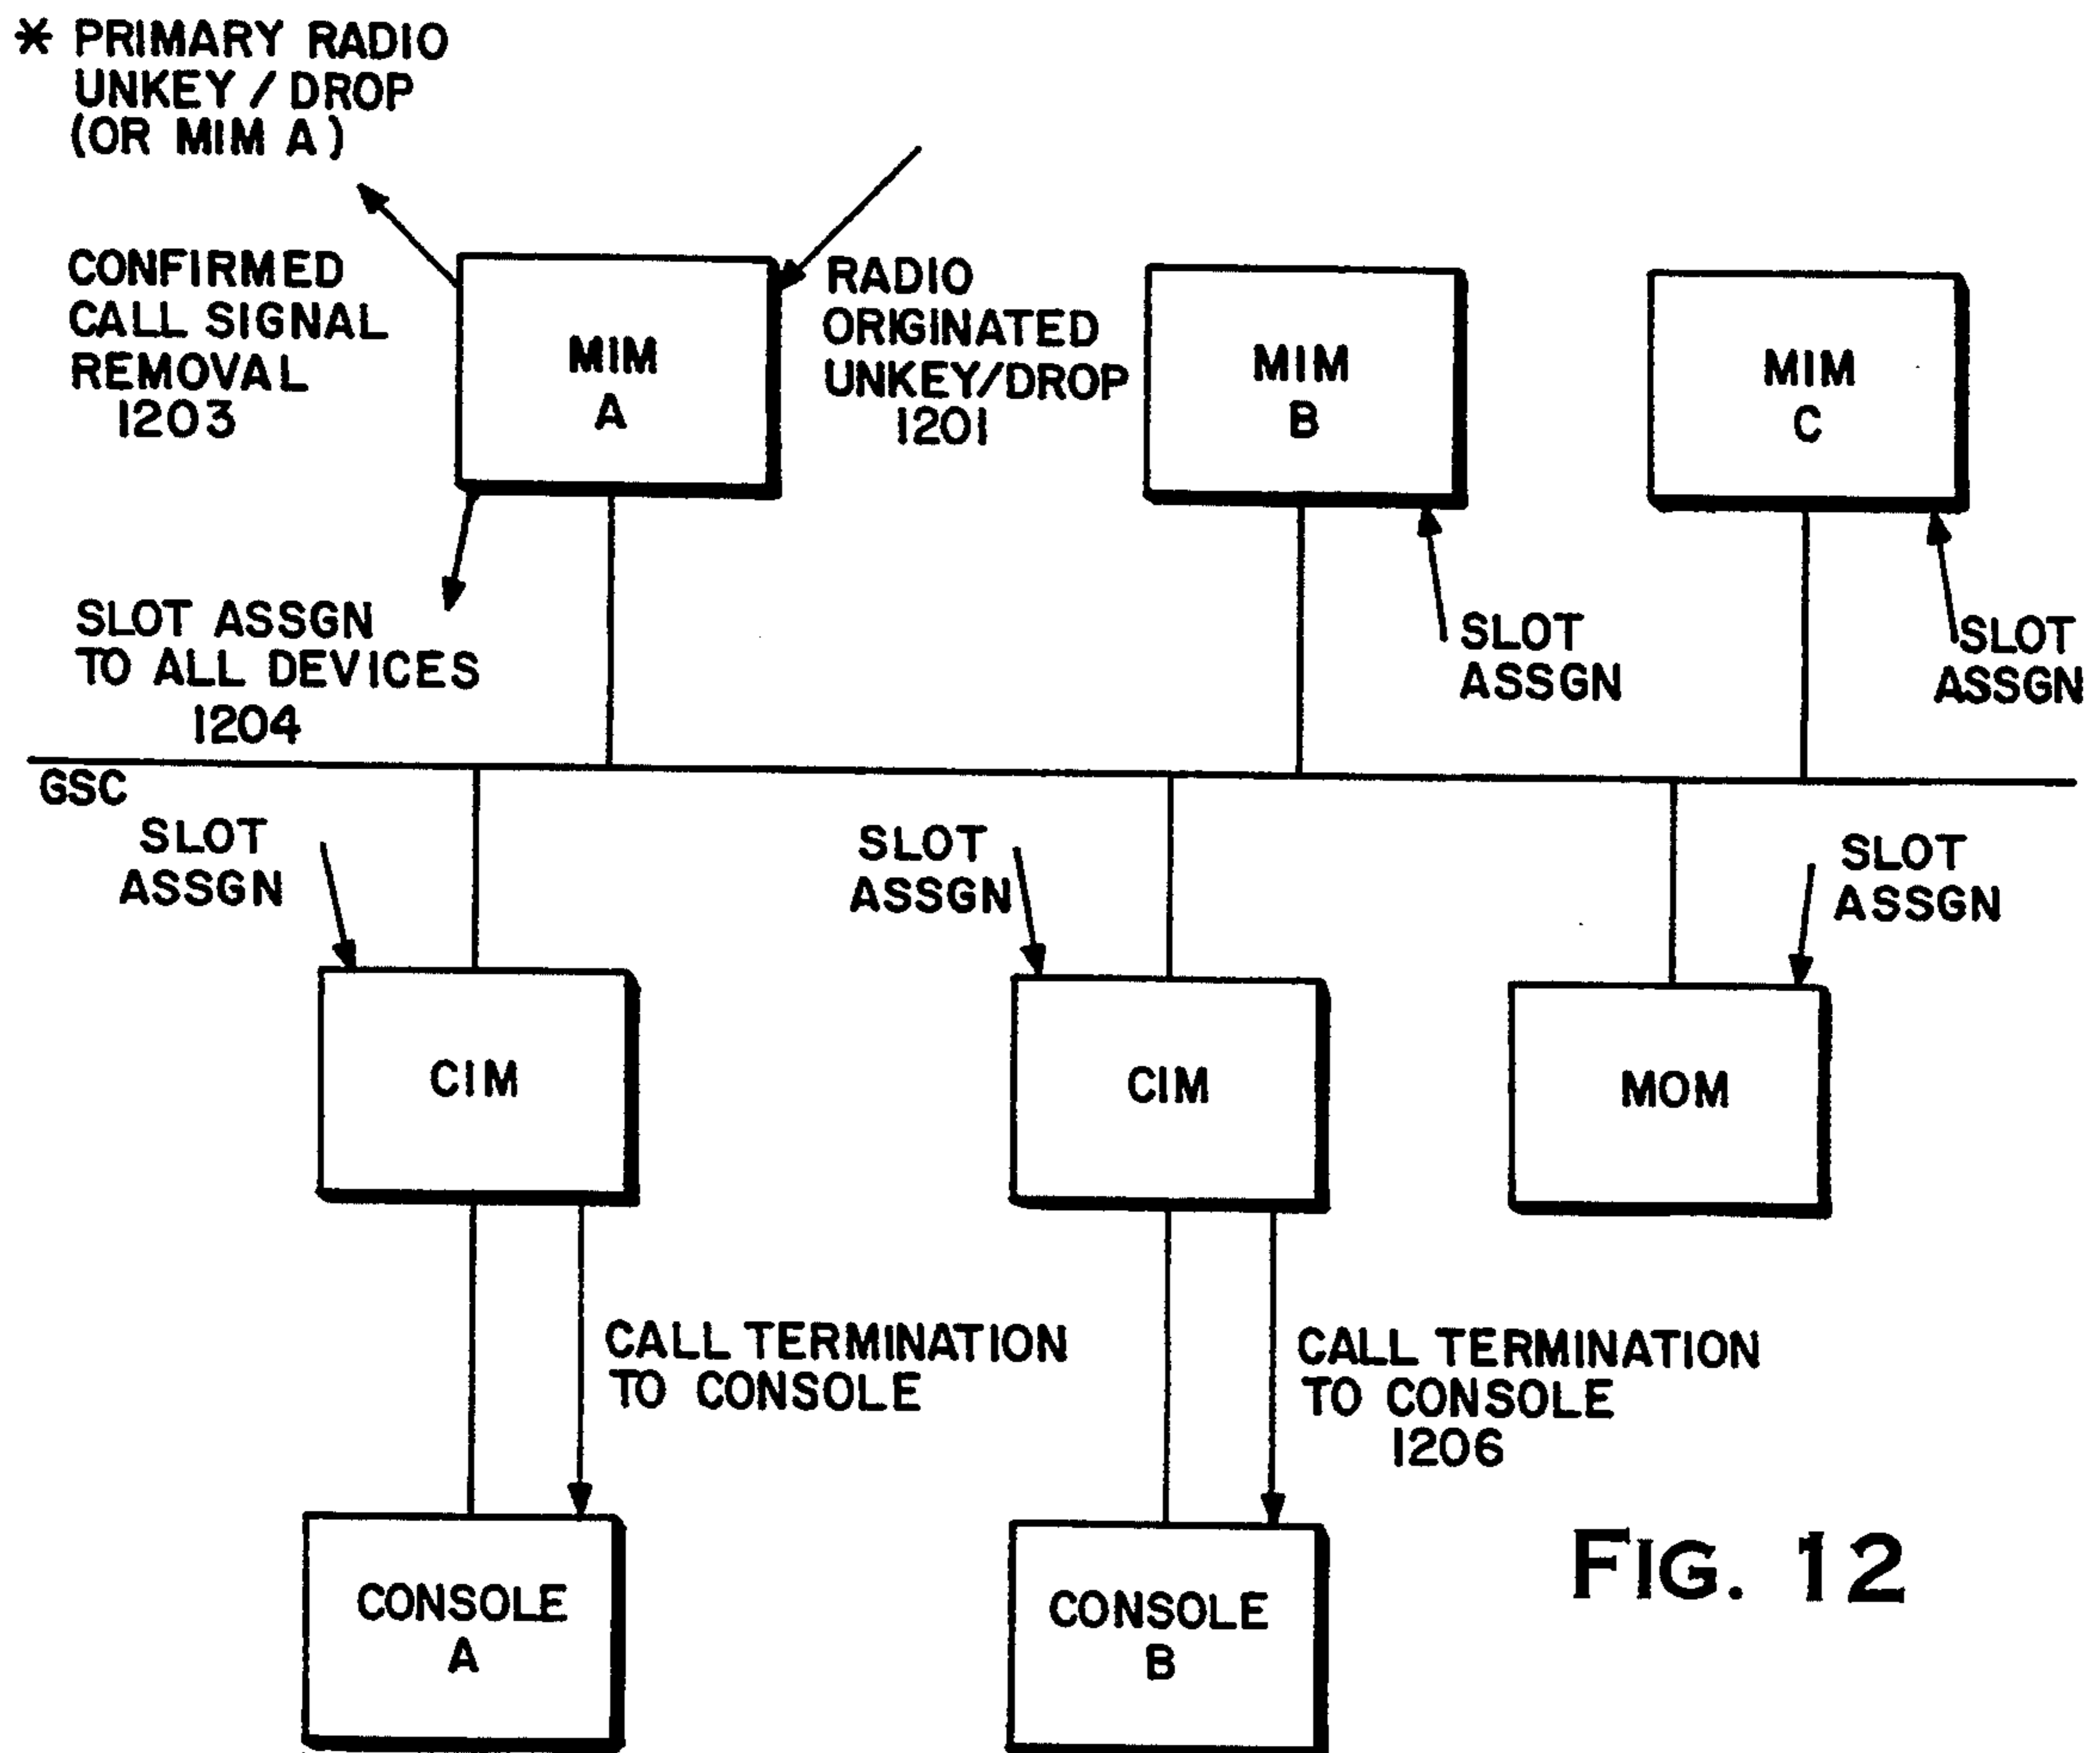 * PRIMARY RADIO
UNKEY / DROP
(OR MIM A)
CONFIRMED
CALL SIGNAL
REMOVAL
1203
MIM
A
RADIO
ORIGINATED
UNKEY/DROP
1201
MIM
B
MIM
C
SLOT ASSGN
TO ALL DEVICES
1204
SLOT
ASSGN
SLOT
ASSGN
GSC
SLOT
ASSGN
SLOT
ASSGN
SLOT
ASSGN
CIM
CIM
MOM
CALL TERMINATION
TO CONSOLE
CALL TERMINATION
TO CONSOLE
1206
CONSOLE
A
CONSOLE
B
FIG. 12